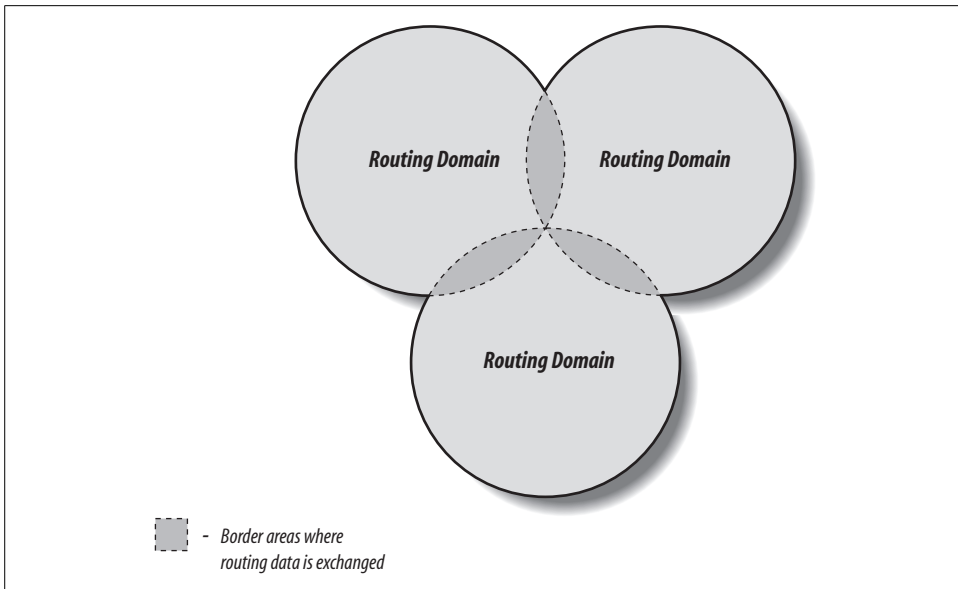 Routing Domain
Routing Domain
Routing Domain
- Border areas where
routing data is exchanged